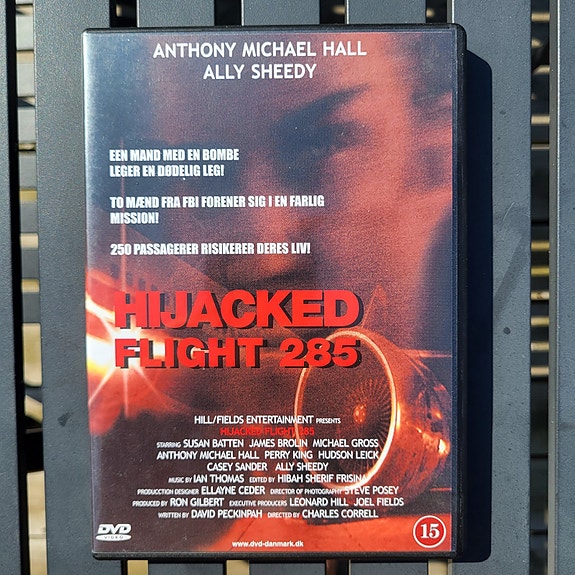 ANTHONY MICHAEL HALL
ALLY SHEEDY
EEN MAND MED EN BOMBE
LEGER EN DØDELIG LEG!
TO MÆND FRA FBI FORENER SIG I EN FARLIG
MISSION!
250 PASSAGERER RISIKERER DERES LIV!
HIJACKED
FLIGHT 285
HILL/FIELDS ENTERTAINMENT PRESENTS
HIJACKED FLIGHT 285
STARRING SUSAN BATTEN JAMES BROLIN MICHAEL GROSS
ANTHONY MICHAEL HALL PERRY KING HUDSON LEICK
CASEY SANDER ALLY SHEEDY
MUSIC BY IAN THOMAS EDITED BY HIBAH SHERIF FRISINA
PRODUCCTION DESIGNER ELLAYNE CEDER DIRECTOR OF PHOTOGRAPHY STEVE POSEY
PRODUCED BY RON GILBERT EXECUTIVE PRODUCERS LEONARD HILL JOEL FIELDS
WRITTEN BY DAVID PECKINPAH DIRECTED BY CHARLES CORRELL
DVD
VIDEO
www.dvd-danmark.dk
15